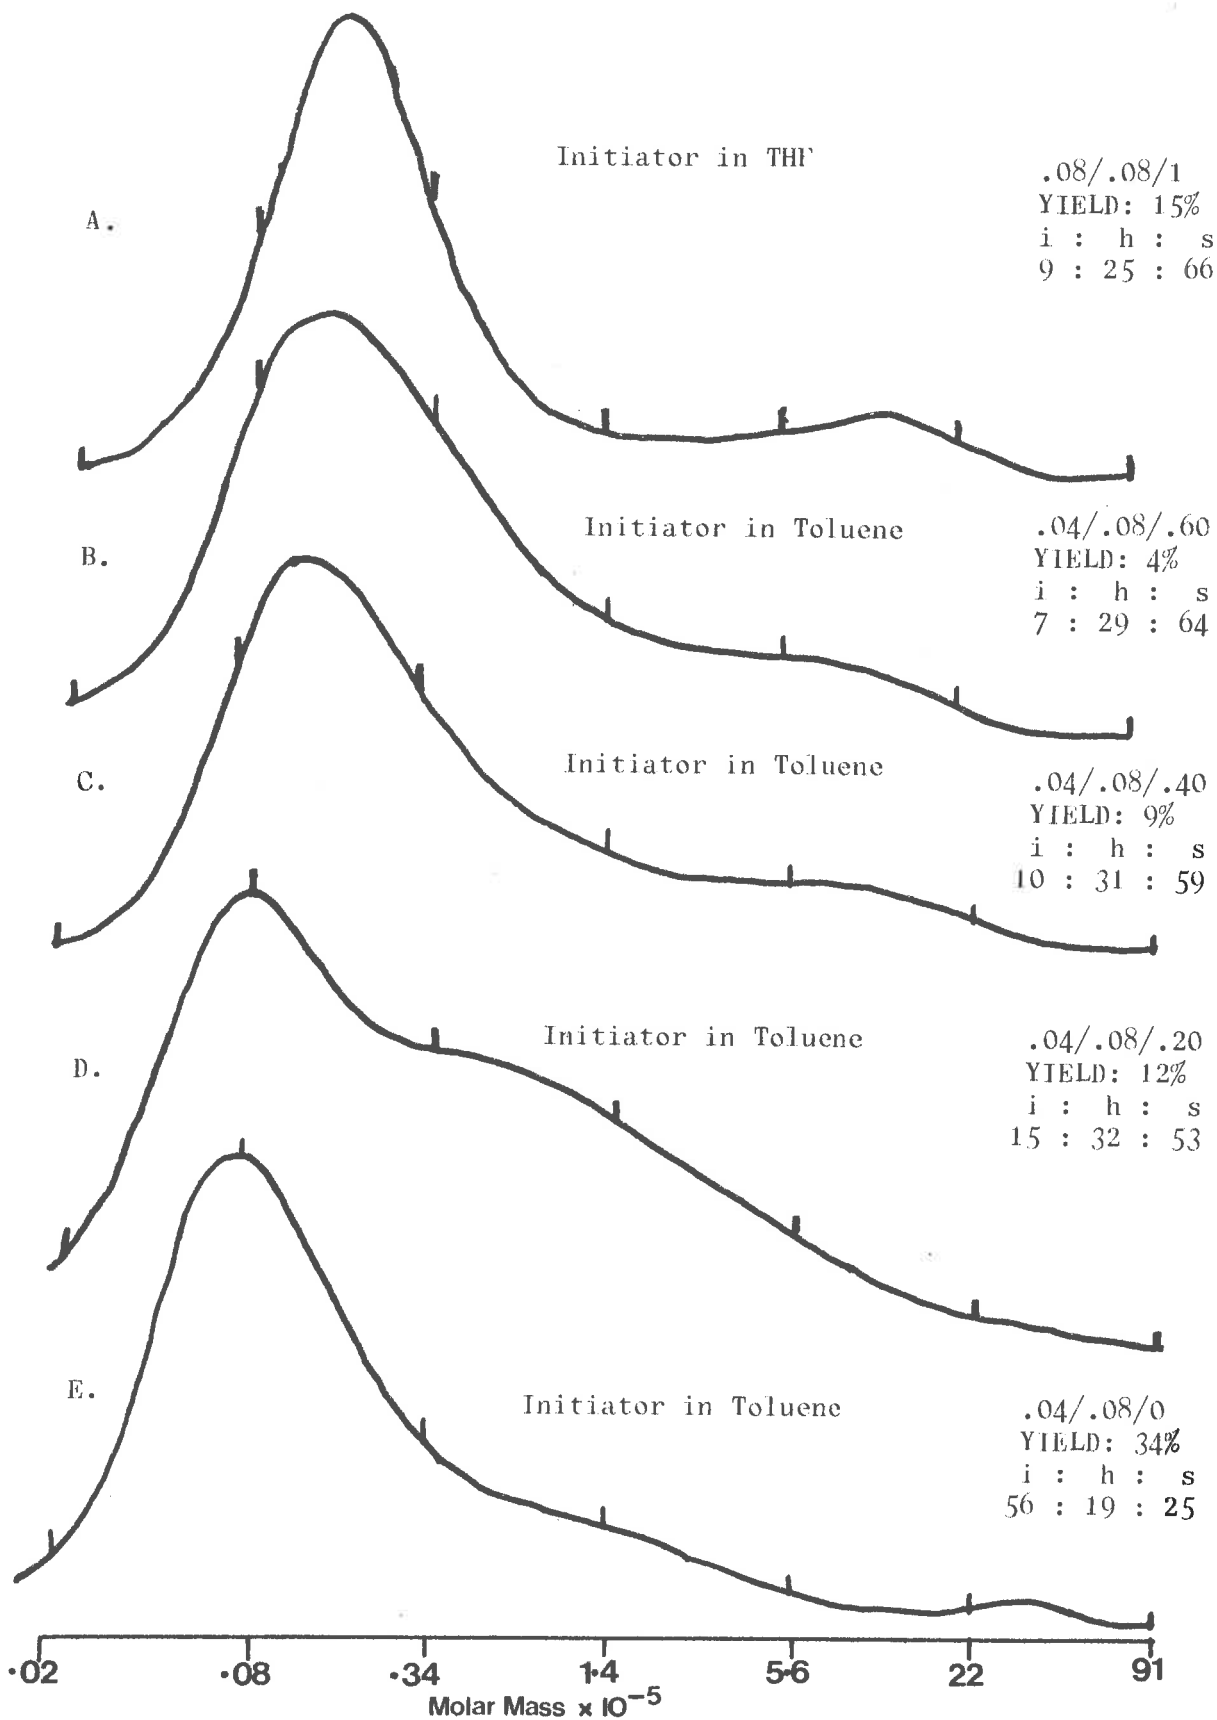 Initiator in THF
.08/.08/1
YIELD: 15%
i : h : s
9 : 25 : 66
A.
Initiator in Toluene
.04/.08/.60
YIELD: 4%
i : h : s
7 : 29 : 64
B.
Initiator in Toluene
.04/.08/.40
YIELD: 9%
i : h : s
10 : 31 : 59
C.
Initiator in Toluene
.04/.08/.20
YIELD: 12%
i : h : s
15 : 32 : 53
D.
Initiator in Toluene
.04/.08/0
YIELD: 34%
i : h : s
56 : 19 : 25
E.
·02 ·08 ·34 1·4 5·6 22 91
Molar Mass × 10⁻⁵